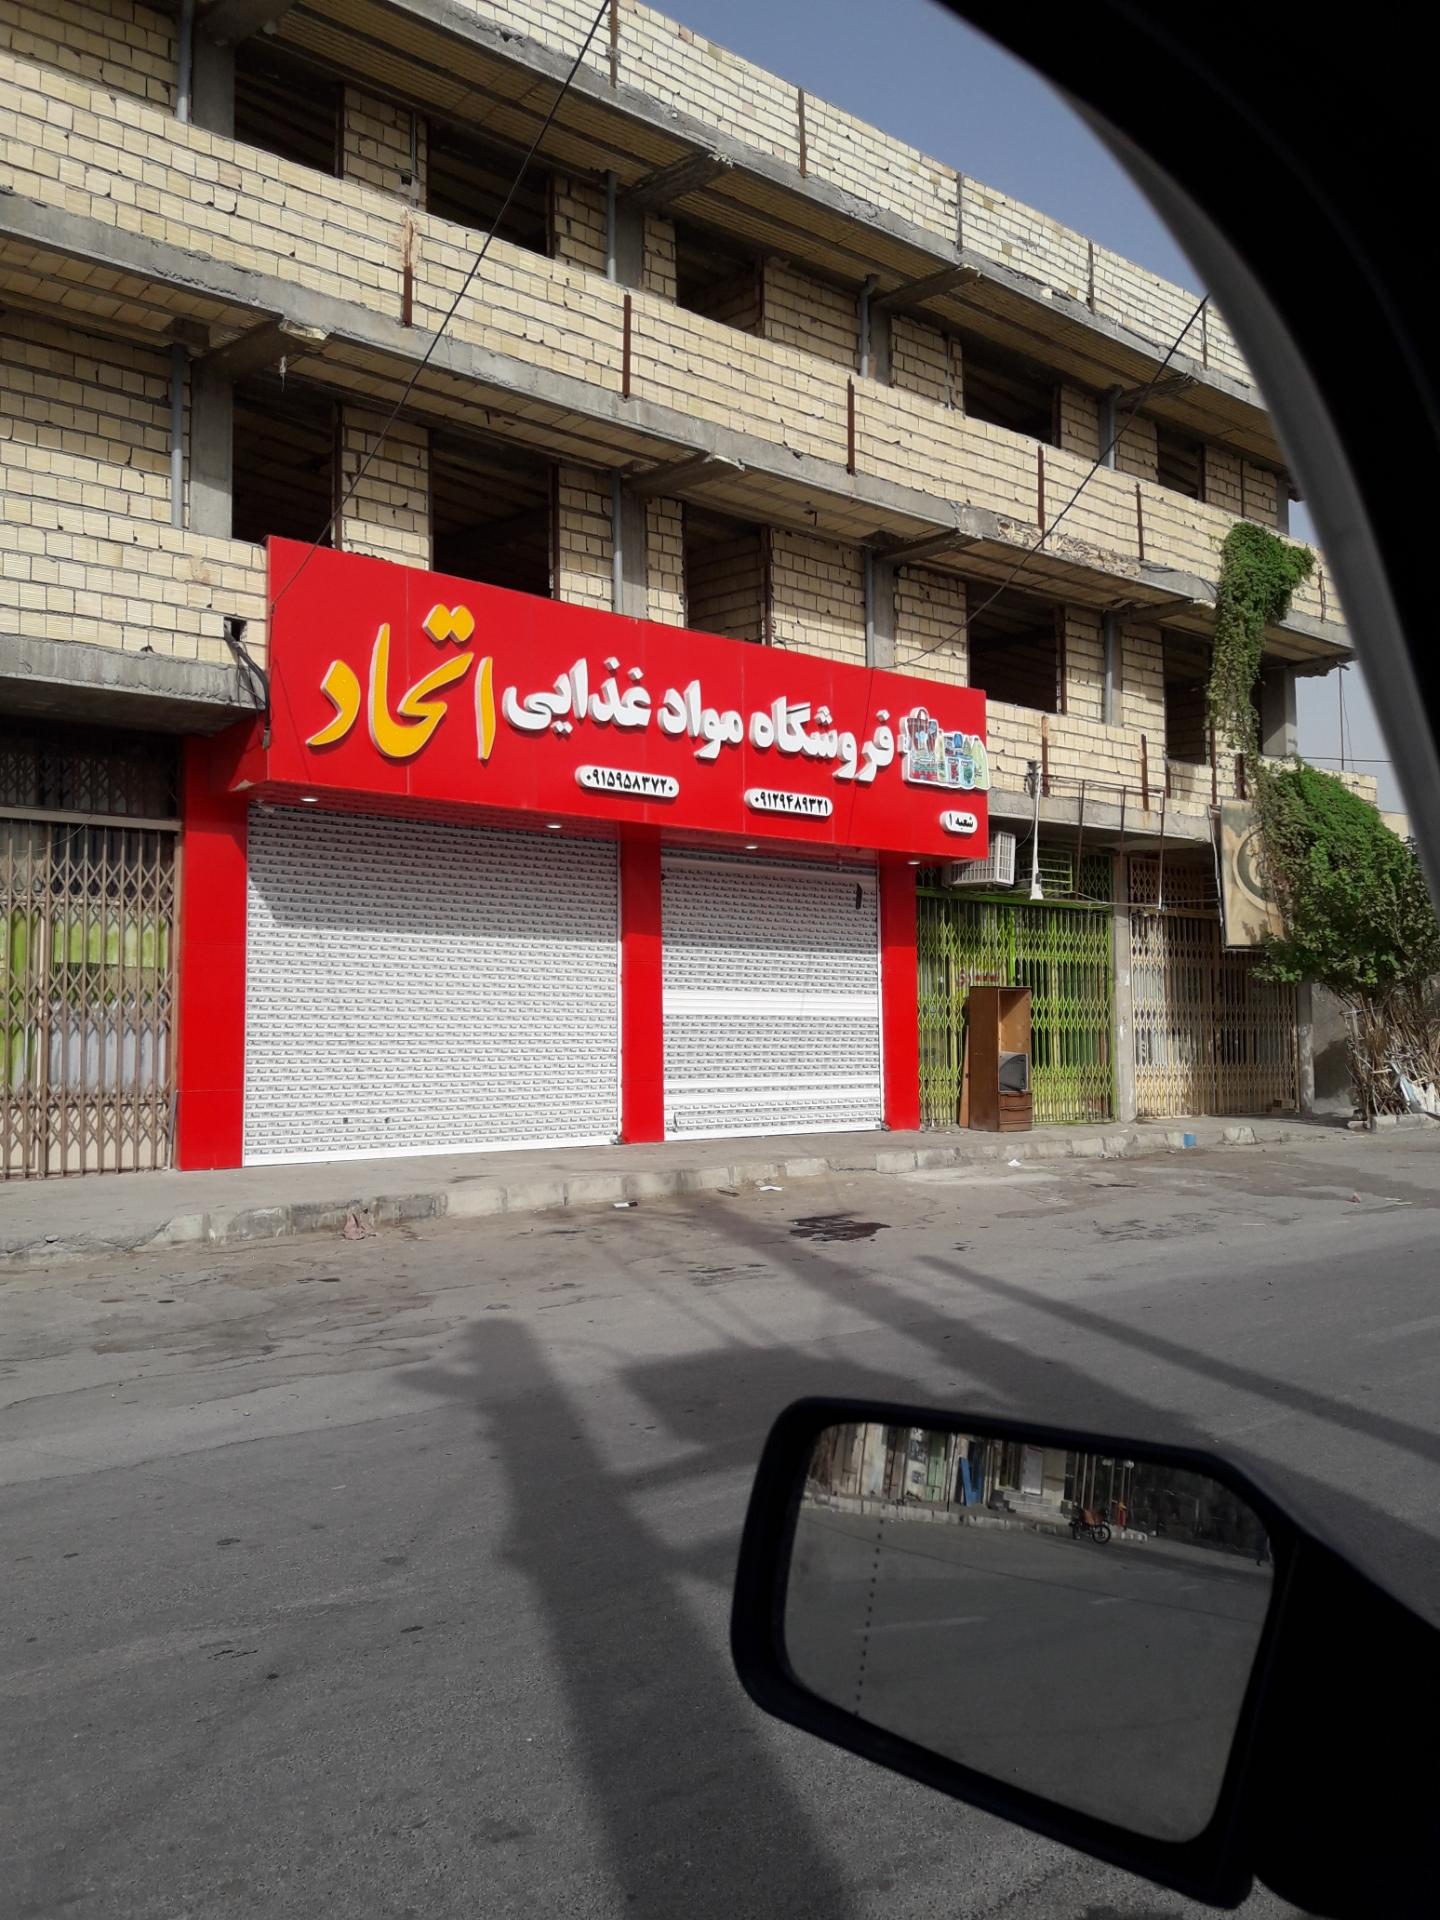 فروشگاه مواد غذایی اتحاد
۰۹۱۲۹۴۸۹۳۲۱
۰۹۱۵۹۵۸۳۷۲۰
شعبه ۱